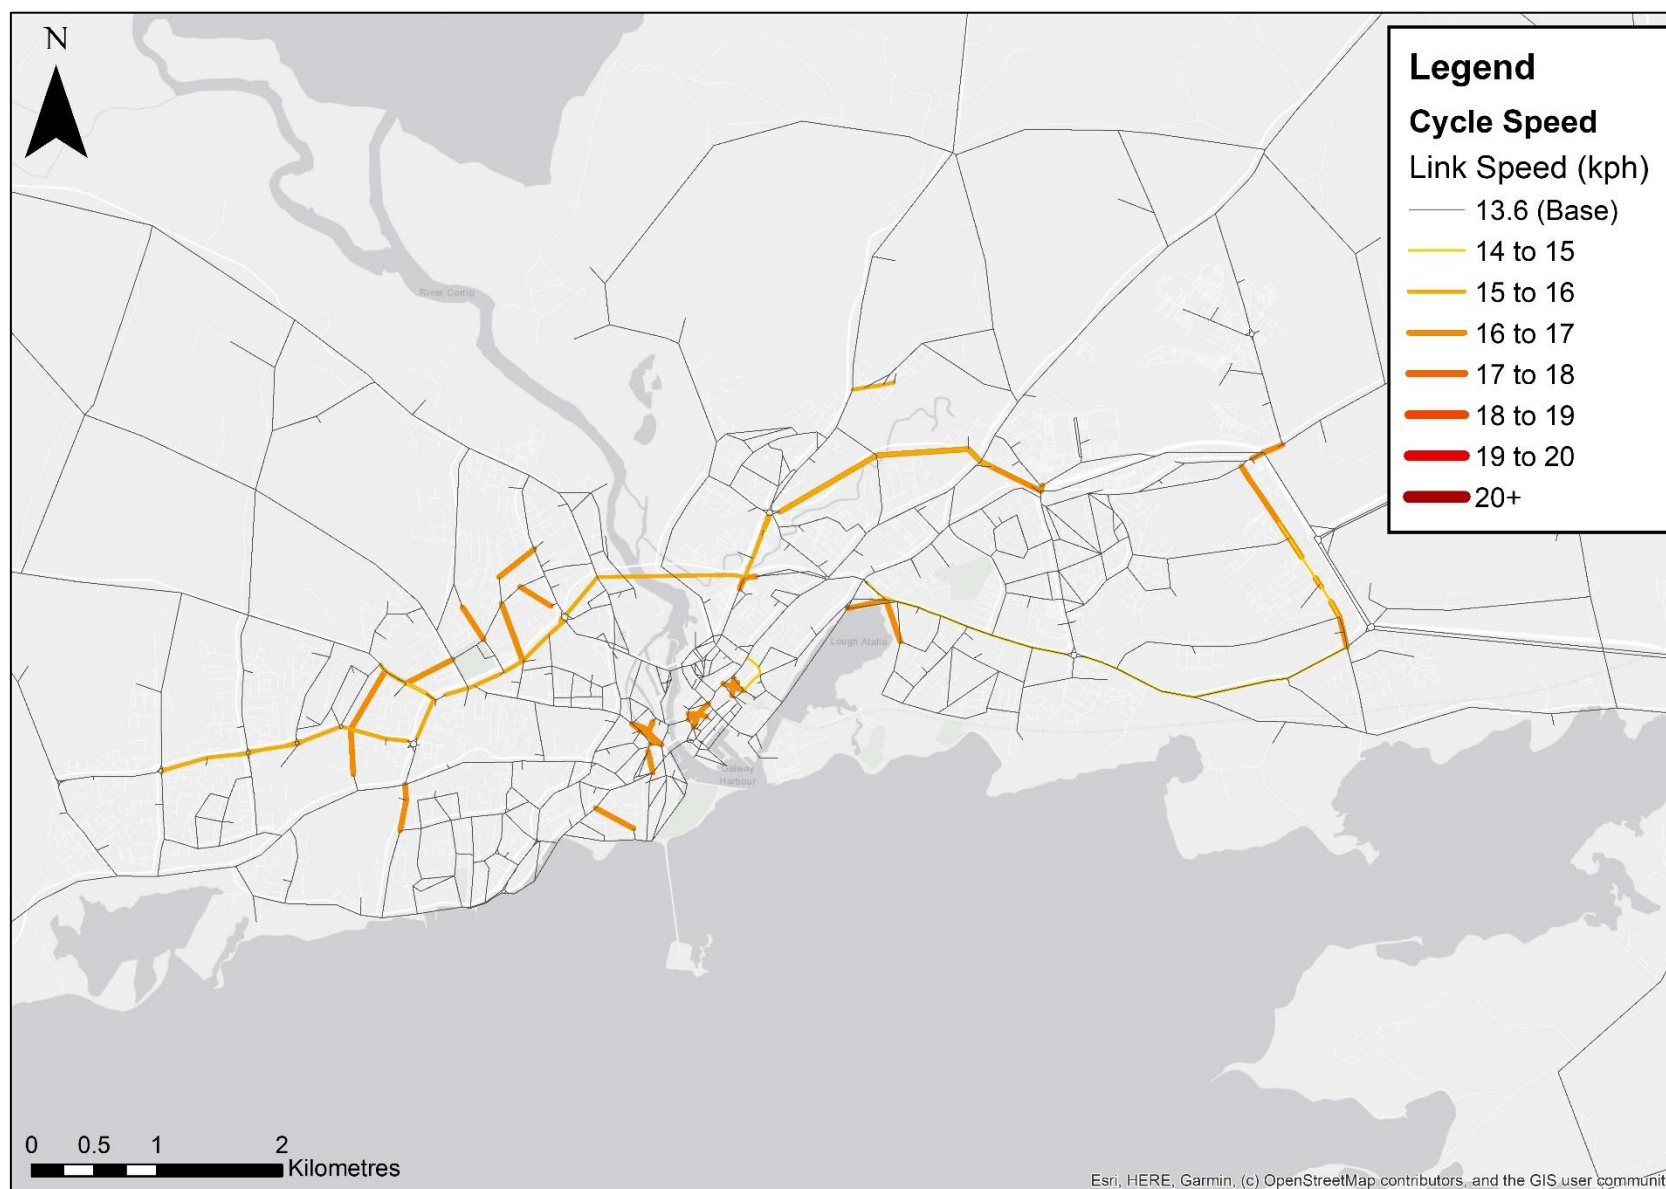 N
Legend
Cycle Speed
Link Speed (kph)
13.6 (Base)
14 to 15
15 to 16
16 to 17
17 to 18
18 to 19
19 to 20
20+
River Corrib
Lough Atalia
Galway
Harbour
0 0.5 1 2
Kilometres
Esri, HERE, Garmin, (c) OpenStreetMap contributors, and the GIS user communit